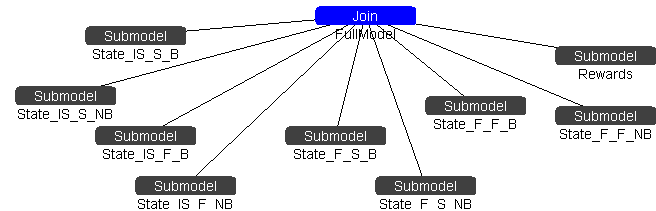 Join
FullModel
Submodel
State_IS_S_B
Submodel
Rewards
Submodel
State_IS_S_NB
Submodel
State_F_F_B
Submodel
State_F_F_NB
Submodel
State_IS_F_B
Submodel
State_F_S_B
Submodel
State_IS_F_NB
Submodel
State_F_S_NB